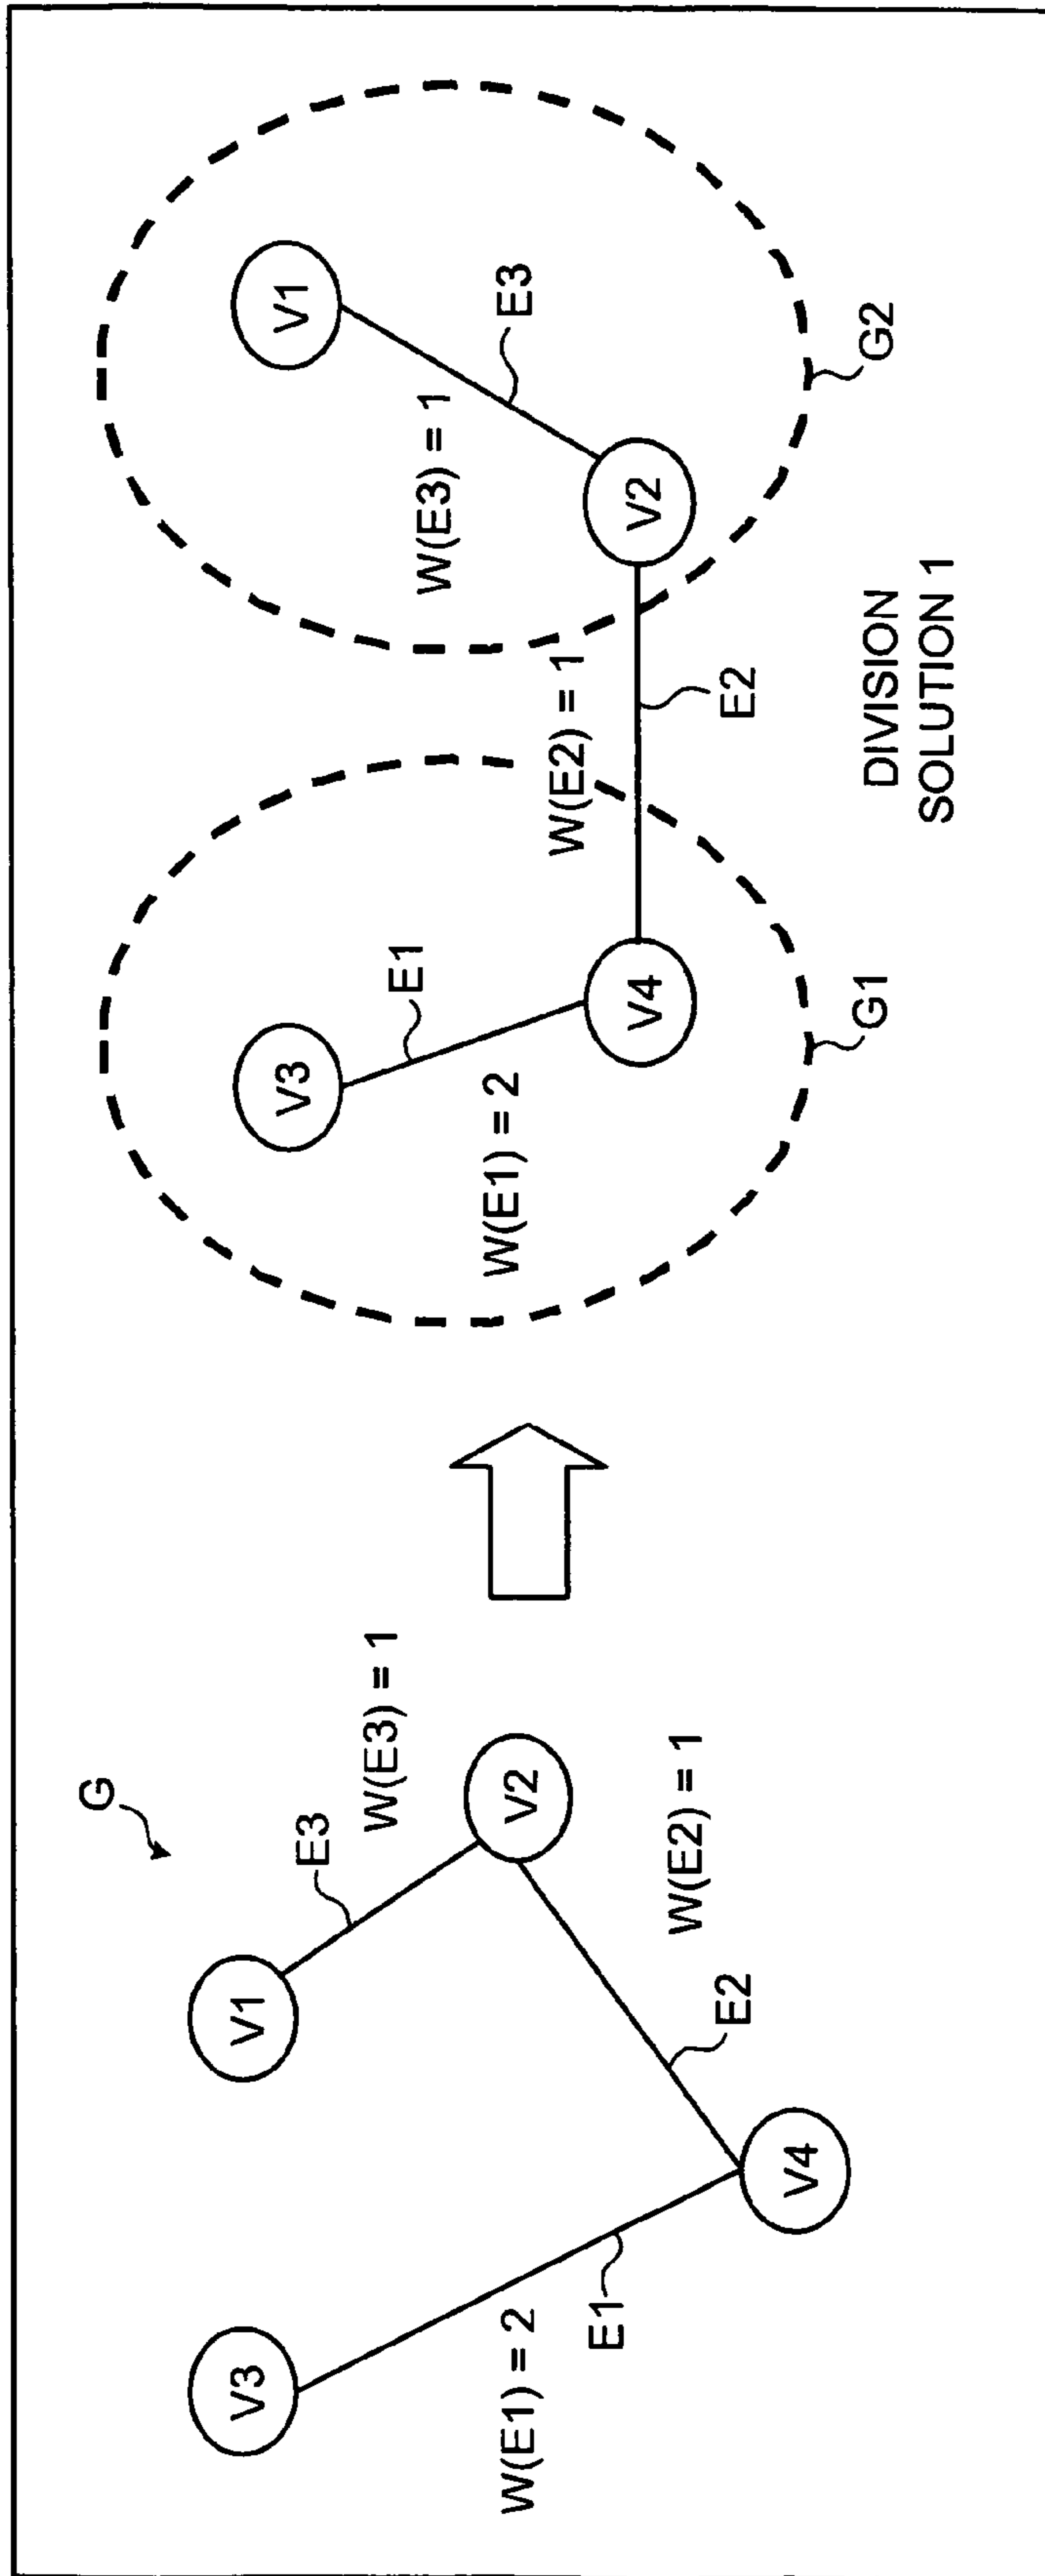 G
V1
E3
W(E3) = 1
V2
V3
W(E1) = 2
E1
V4
E2
W(E2) = 1
V3
E1
W(E1) = 2
V4
G1
W(E2) = 1
E2
V1
E3
W(E3) = 1
V2
G2
DIVISION
SOLUTION 1